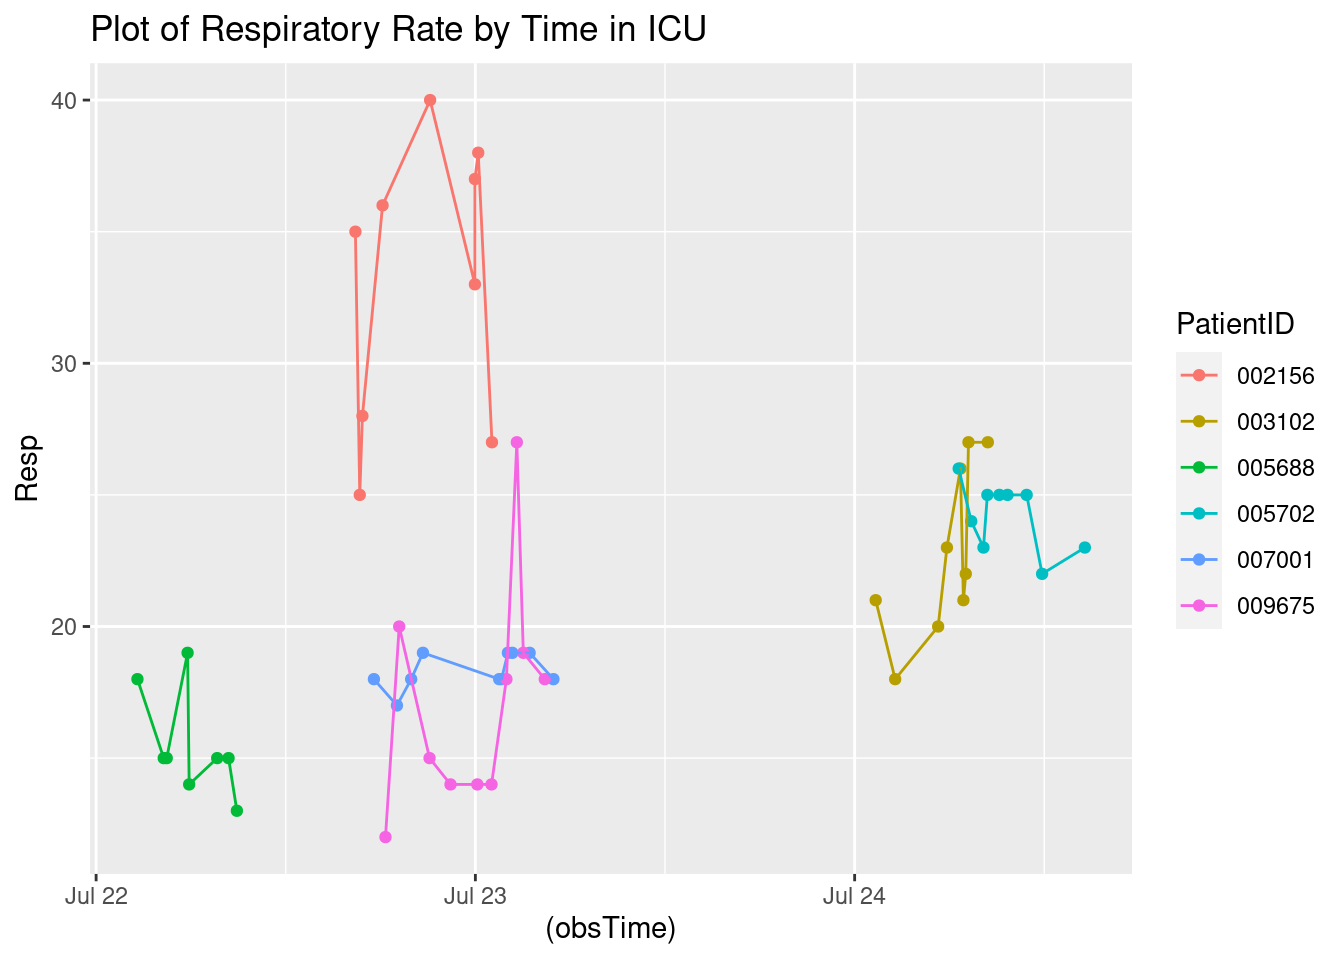 Plot of Respiratory Rate by Time in ICU
40
30
20
Resp
Jul 22
Jul 23
Jul 24
(obsTime)
PatientID
002156
003102
005688
005702
007001
009675